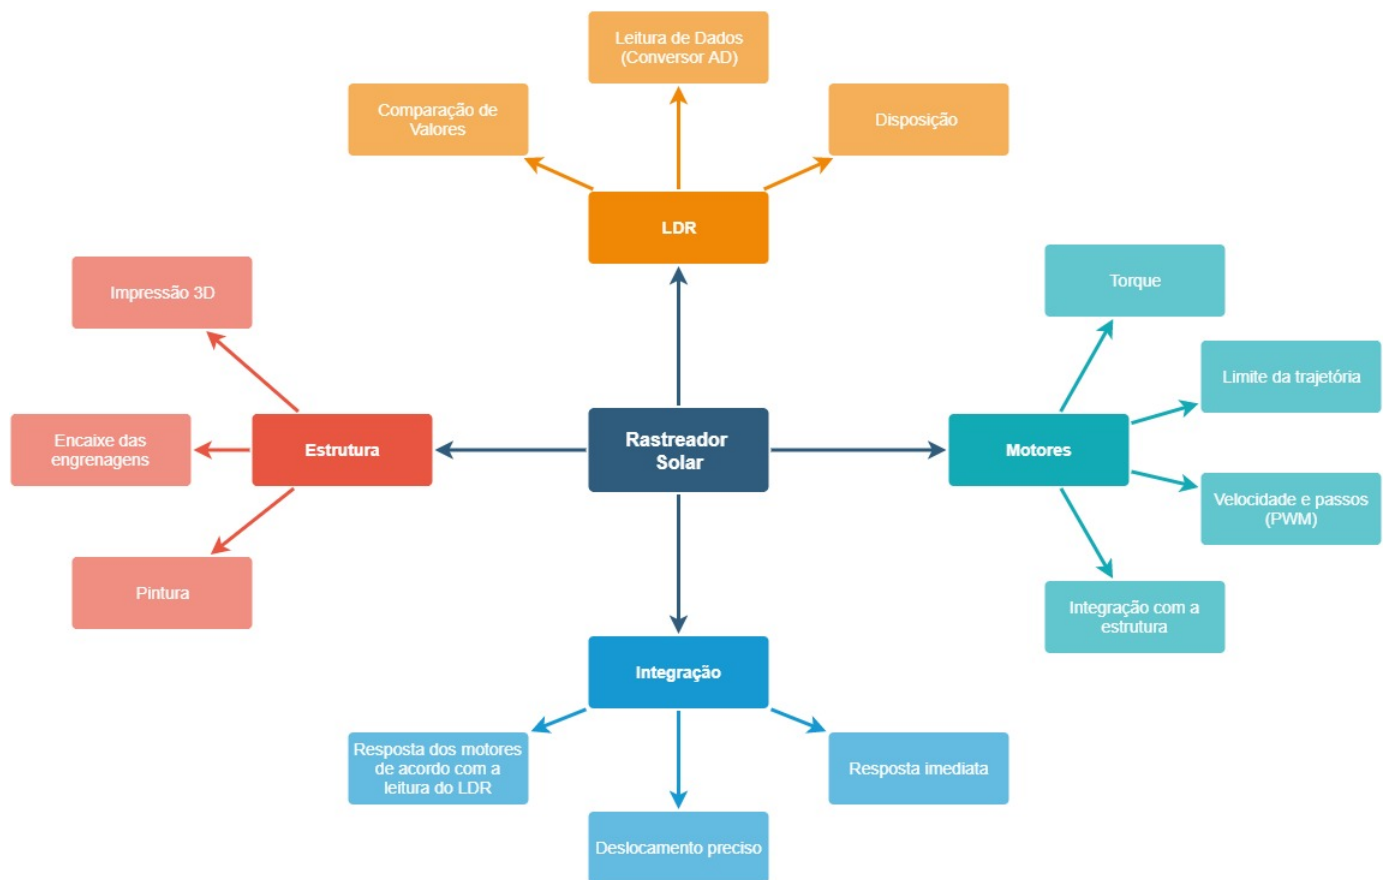 Leitura de Dados
(Conversor AD)
Comparação de
Valores
Disposição
LDR
Impressão 3D
Encaixe das
engrenagens
Pintura
Estrutura
Rastreador
Solar
Motores
Torque
Limite da trajetória
Velocidade e passos
(PWM)
Integração com a
estrutura
Integração
Resposta dos motores
de acordo com a
leitura do LDR
Deslocamento preciso
Resposta imediata